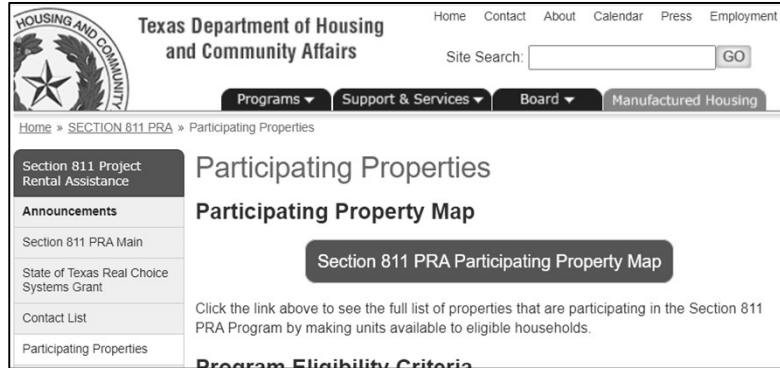 HOUSING AND COMMUNITY
Texas Department of Housing
and Community Affairs
Home Contact About Calendar Press Employment
Site Search: GO
Programs ▼ Support & Services ▼ Board ▼ Manufactured Housing
Home » SECTION 811 PRA » Participating Properties
Section 811 Project
Rental Assistance
Announcements
Section 811 PRA Main
State of Texas Real Choice
Systems Grant
Contact List
Participating Properties
Participating Properties
Participating Property Map
Section 811 PRA Participating Property Map
Click the link above to see the full list of properties that are participating in the Section 811
PRA Program by making units available to eligible households.
Program Eligibility Criteria